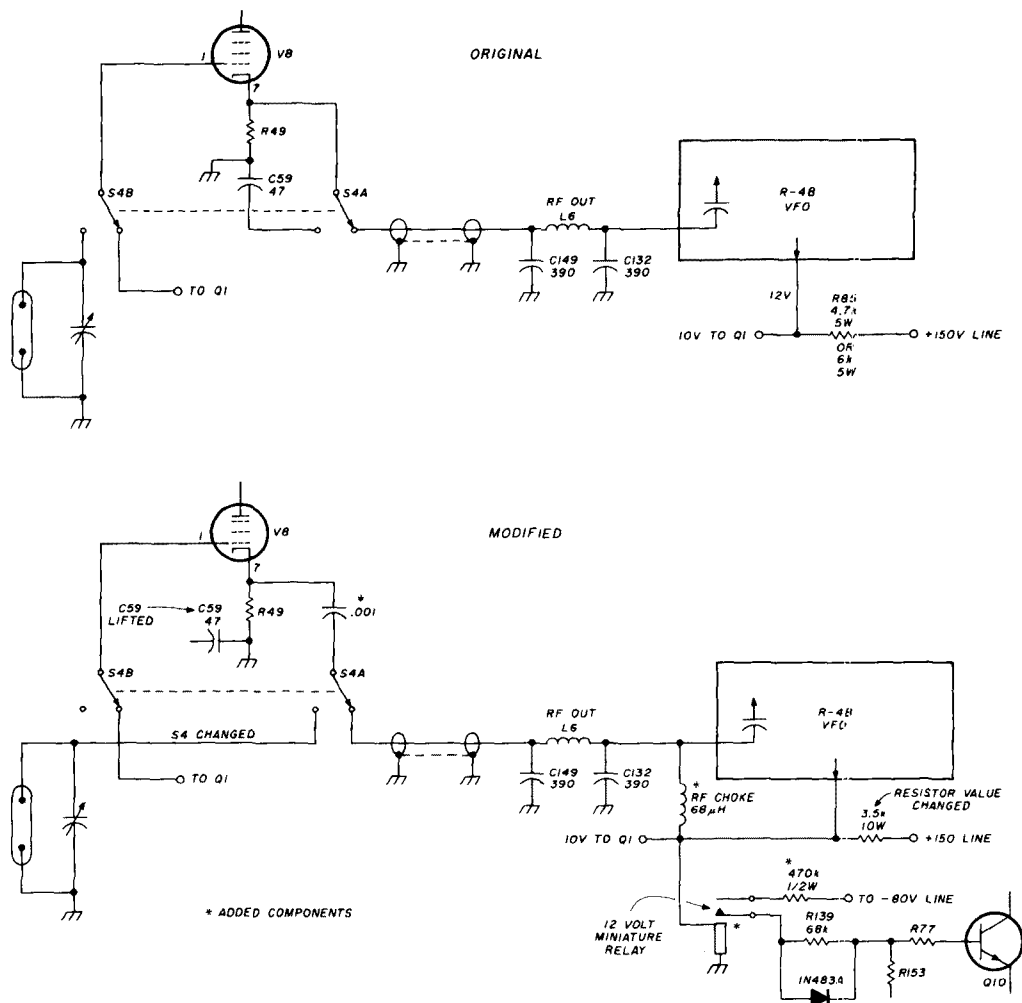 ORIGINAL
1
V8
7
R49
C59
47
S4B
S4A
TO Q1
RF OUT
L6
C149
390
C132
390
R-4B
VFO
12V
R85
4.7k
5W
OR
6k
5W
10V TO Q1
+150V LINE
MODIFIED
1
V8
7
C59
LIFTED
C59
47
R49
*
.001
S4B
S4A
S4 CHANGED
TO Q1
RF OUT
L6
C149
390
C132
390
R-4B
VFO
*
RF CHOKE
68µH
RESISTOR VALUE
CHANGED
3.5k
10W
10V TO Q1
+150 LINE
*
470k
1/2W
TO -80V LINE
* ADDED COMPONENTS
12 VOLT
MINIATURE
RELAY
*
R139
68k
R77
1N483A
R153
Q10